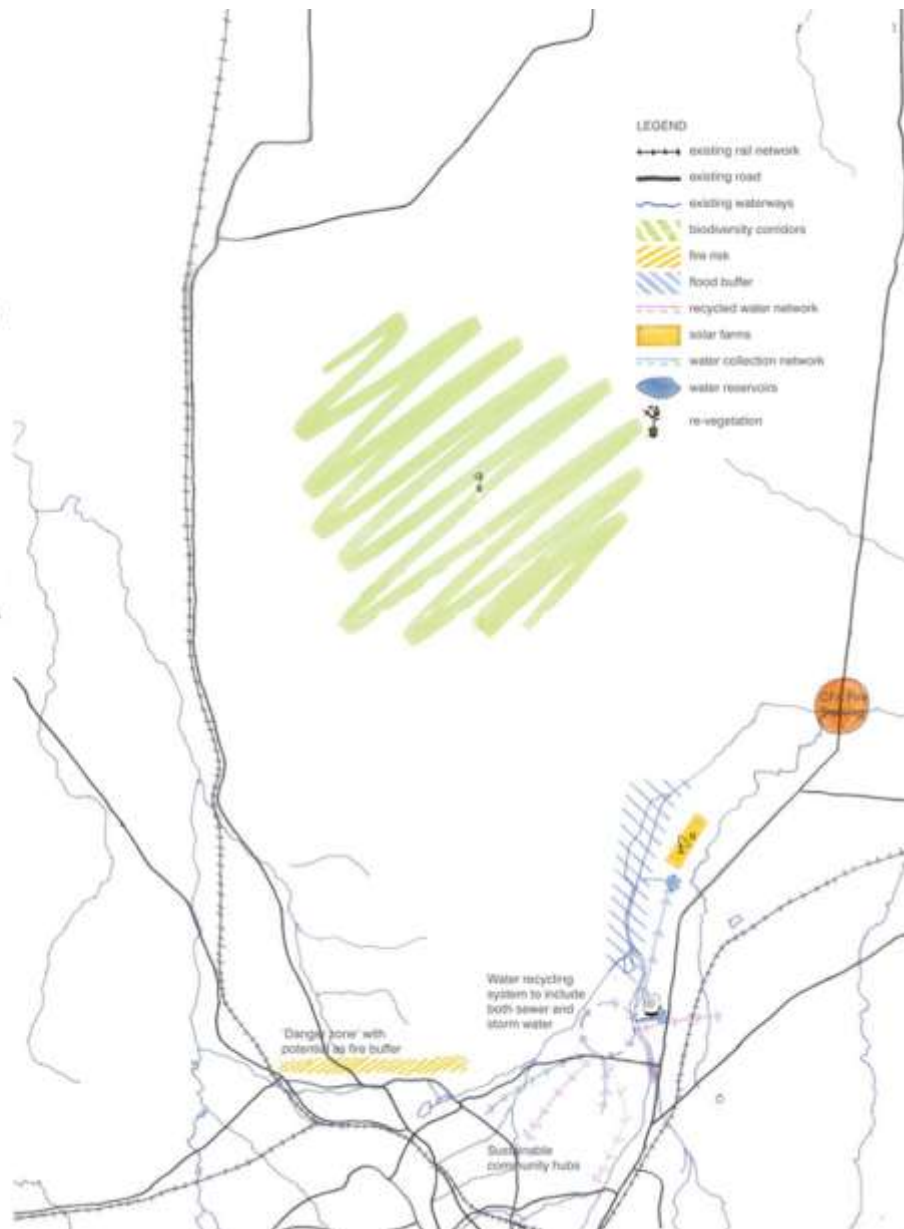 LEGEND
existing rail network
existing road
existing waterways
biodiversity corridors
fire risk
flood buffer
recycled water network
solar farms
water collection network
water reservoirs
re-vegetation
Water recycling
system to include
both sewer and
storm water
'Danger zone' with
potential as fire buffer
Sustainable
community hubs